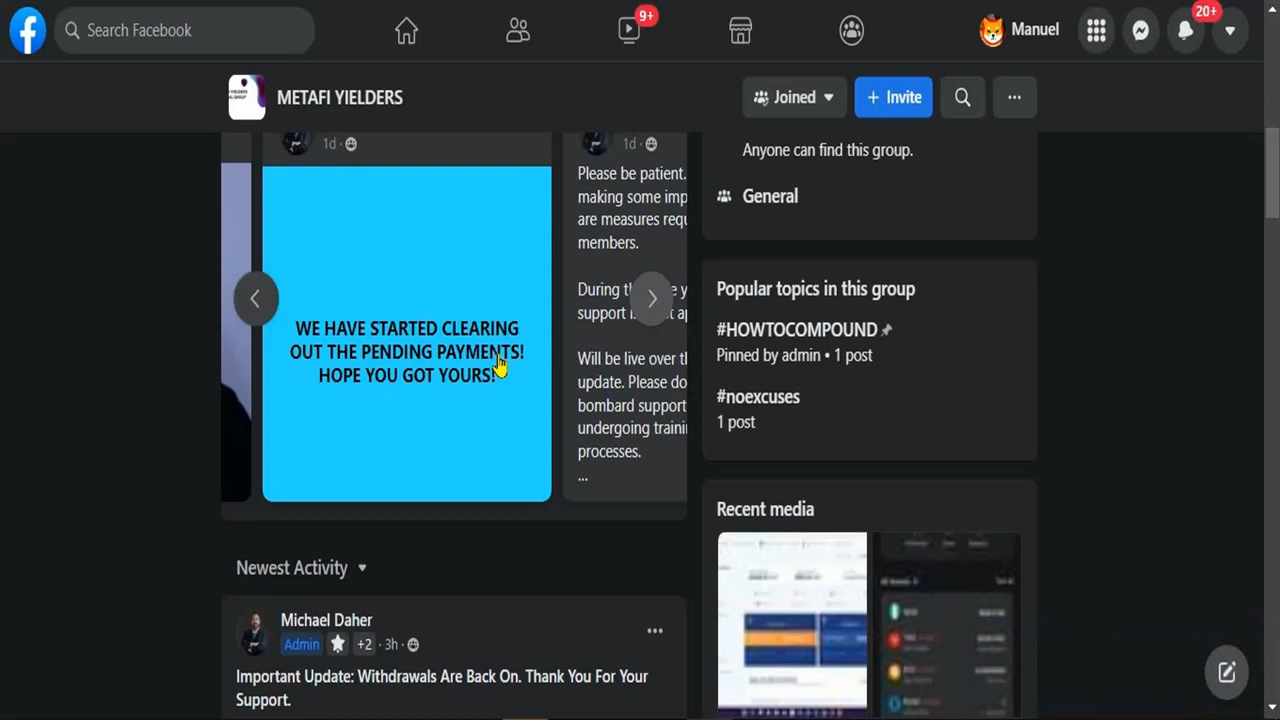 Search Facebook
9+
Manuel
20+
METAFI YIELDERS
Joined
+ Invite
1d
WE HAVE STARTED CLEARING
OUT THE PENDING PAYMENTS!
HOPE YOU GOT YOURS!
1d
Please be patient.
making some imp
are measures requ
members.
During
support
Will be live over
update. Please do
bombard support
undergoing traini
processes.
...
Newest Activity
Michael Daher
Admin +2 · 3h ·
Important Update: Withdrawals Are Back On. Thank You For Your
Support.
Anyone can find this group.
General
Popular topics in this group
#HOWTOCOMPOUND
Pinned by admin • 1 post
#noexcuses
1 post
Recent media